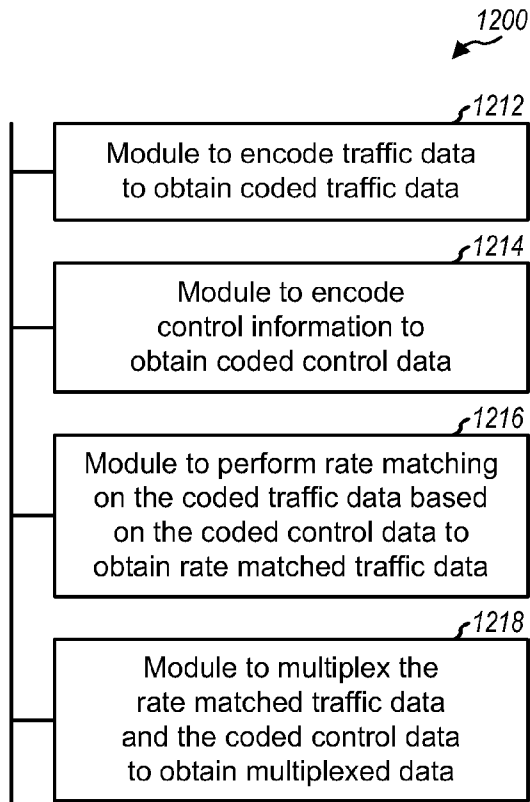 1200
1212
Module to encode traffic data
to obtain coded traffic data
1214
Module to encode
control information to
obtain coded control data
1216
Module to perform rate matching
on the coded traffic data based
on the coded control data to
obtain rate matched traffic data
1218
Module to multiplex the
rate matched traffic data
and the coded control data
to obtain multiplexed data